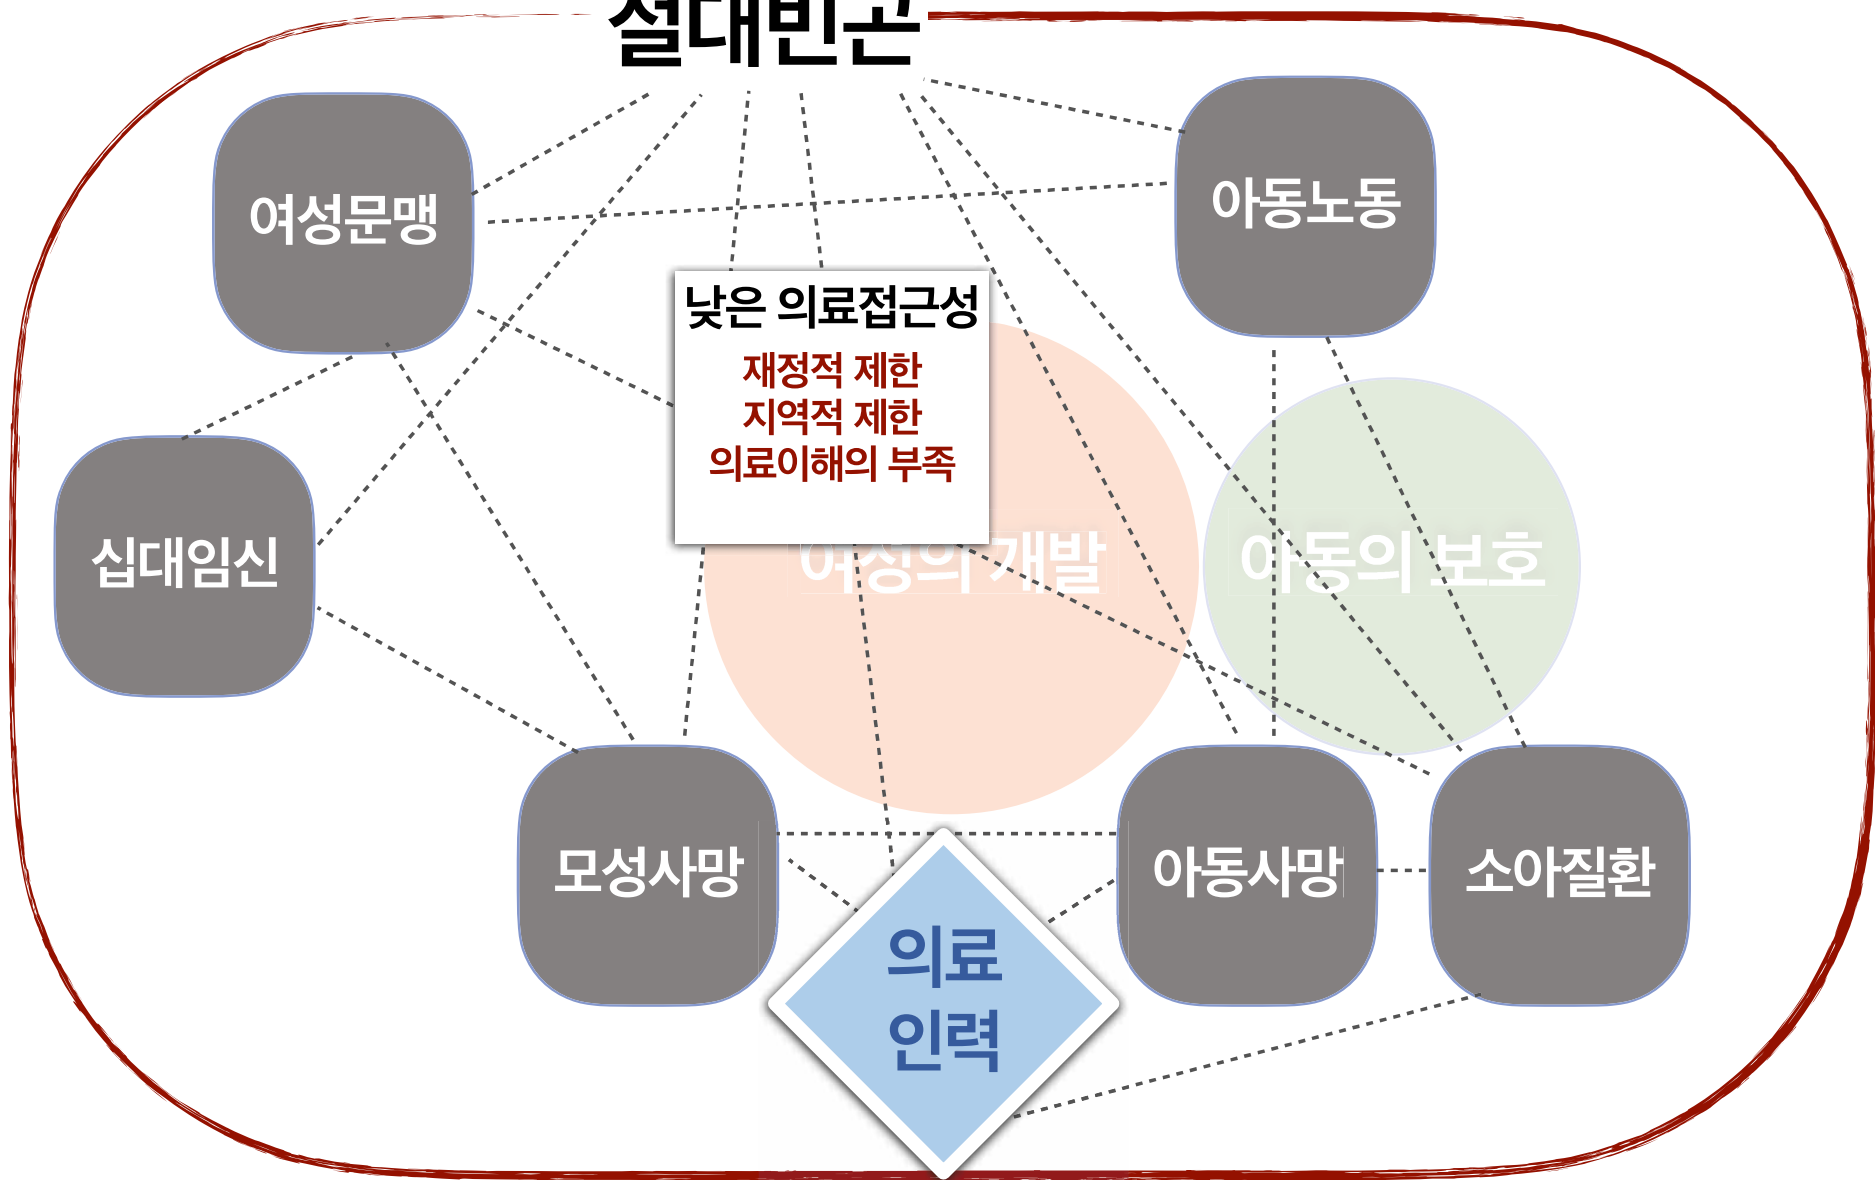 절대빈곤
여성문맹
아동노동
낮은 의료접근성
재정적 제한
지역적 제한
의료이해의 부족
십대임신
여성의 개발
아동의 보호
모성사망
아동사망
소아질환
의료
인력